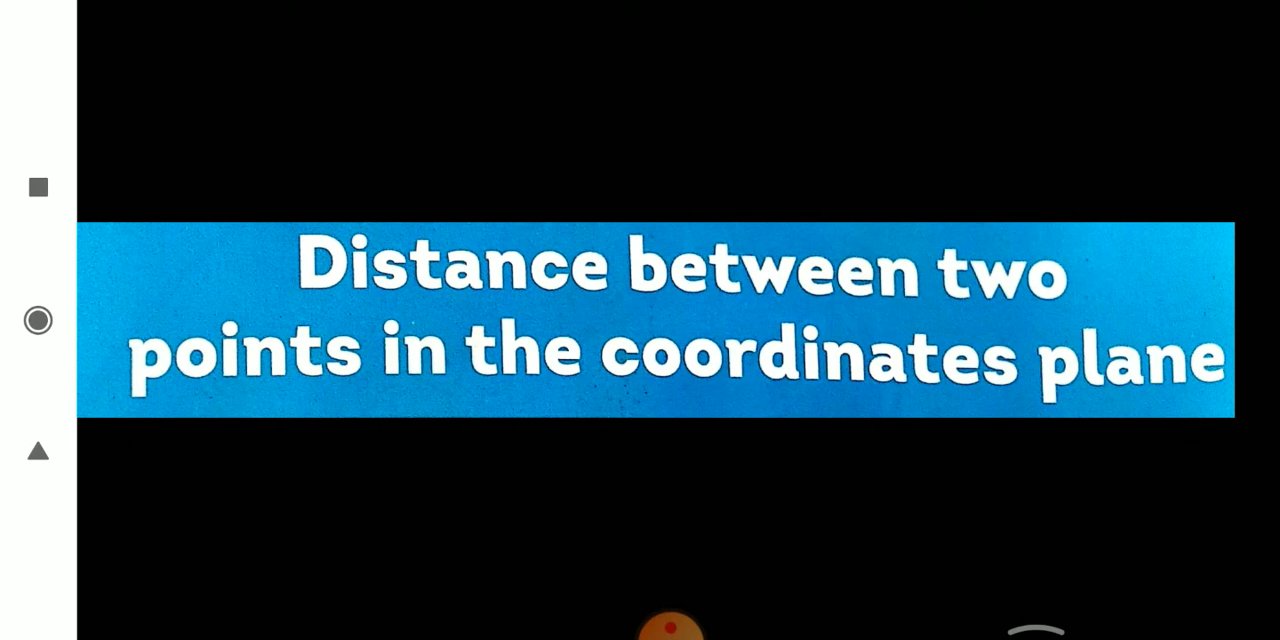 Distance between two
points in the coordinates plane